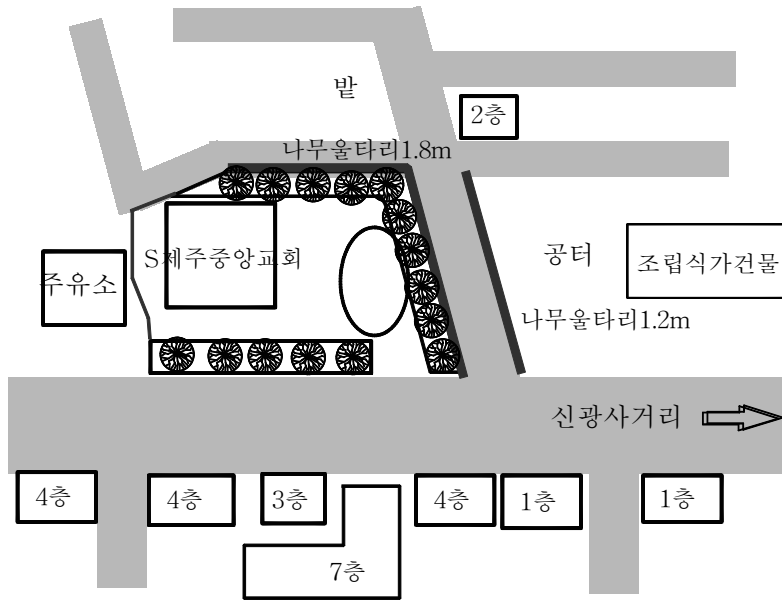 밭
2층
나무울타리1.8m
S제주중앙교회
공터
조립식가건물
주유소
나무울타리1.2m
신광사거리
4층
4층
3층
4층
1층
1층
7층